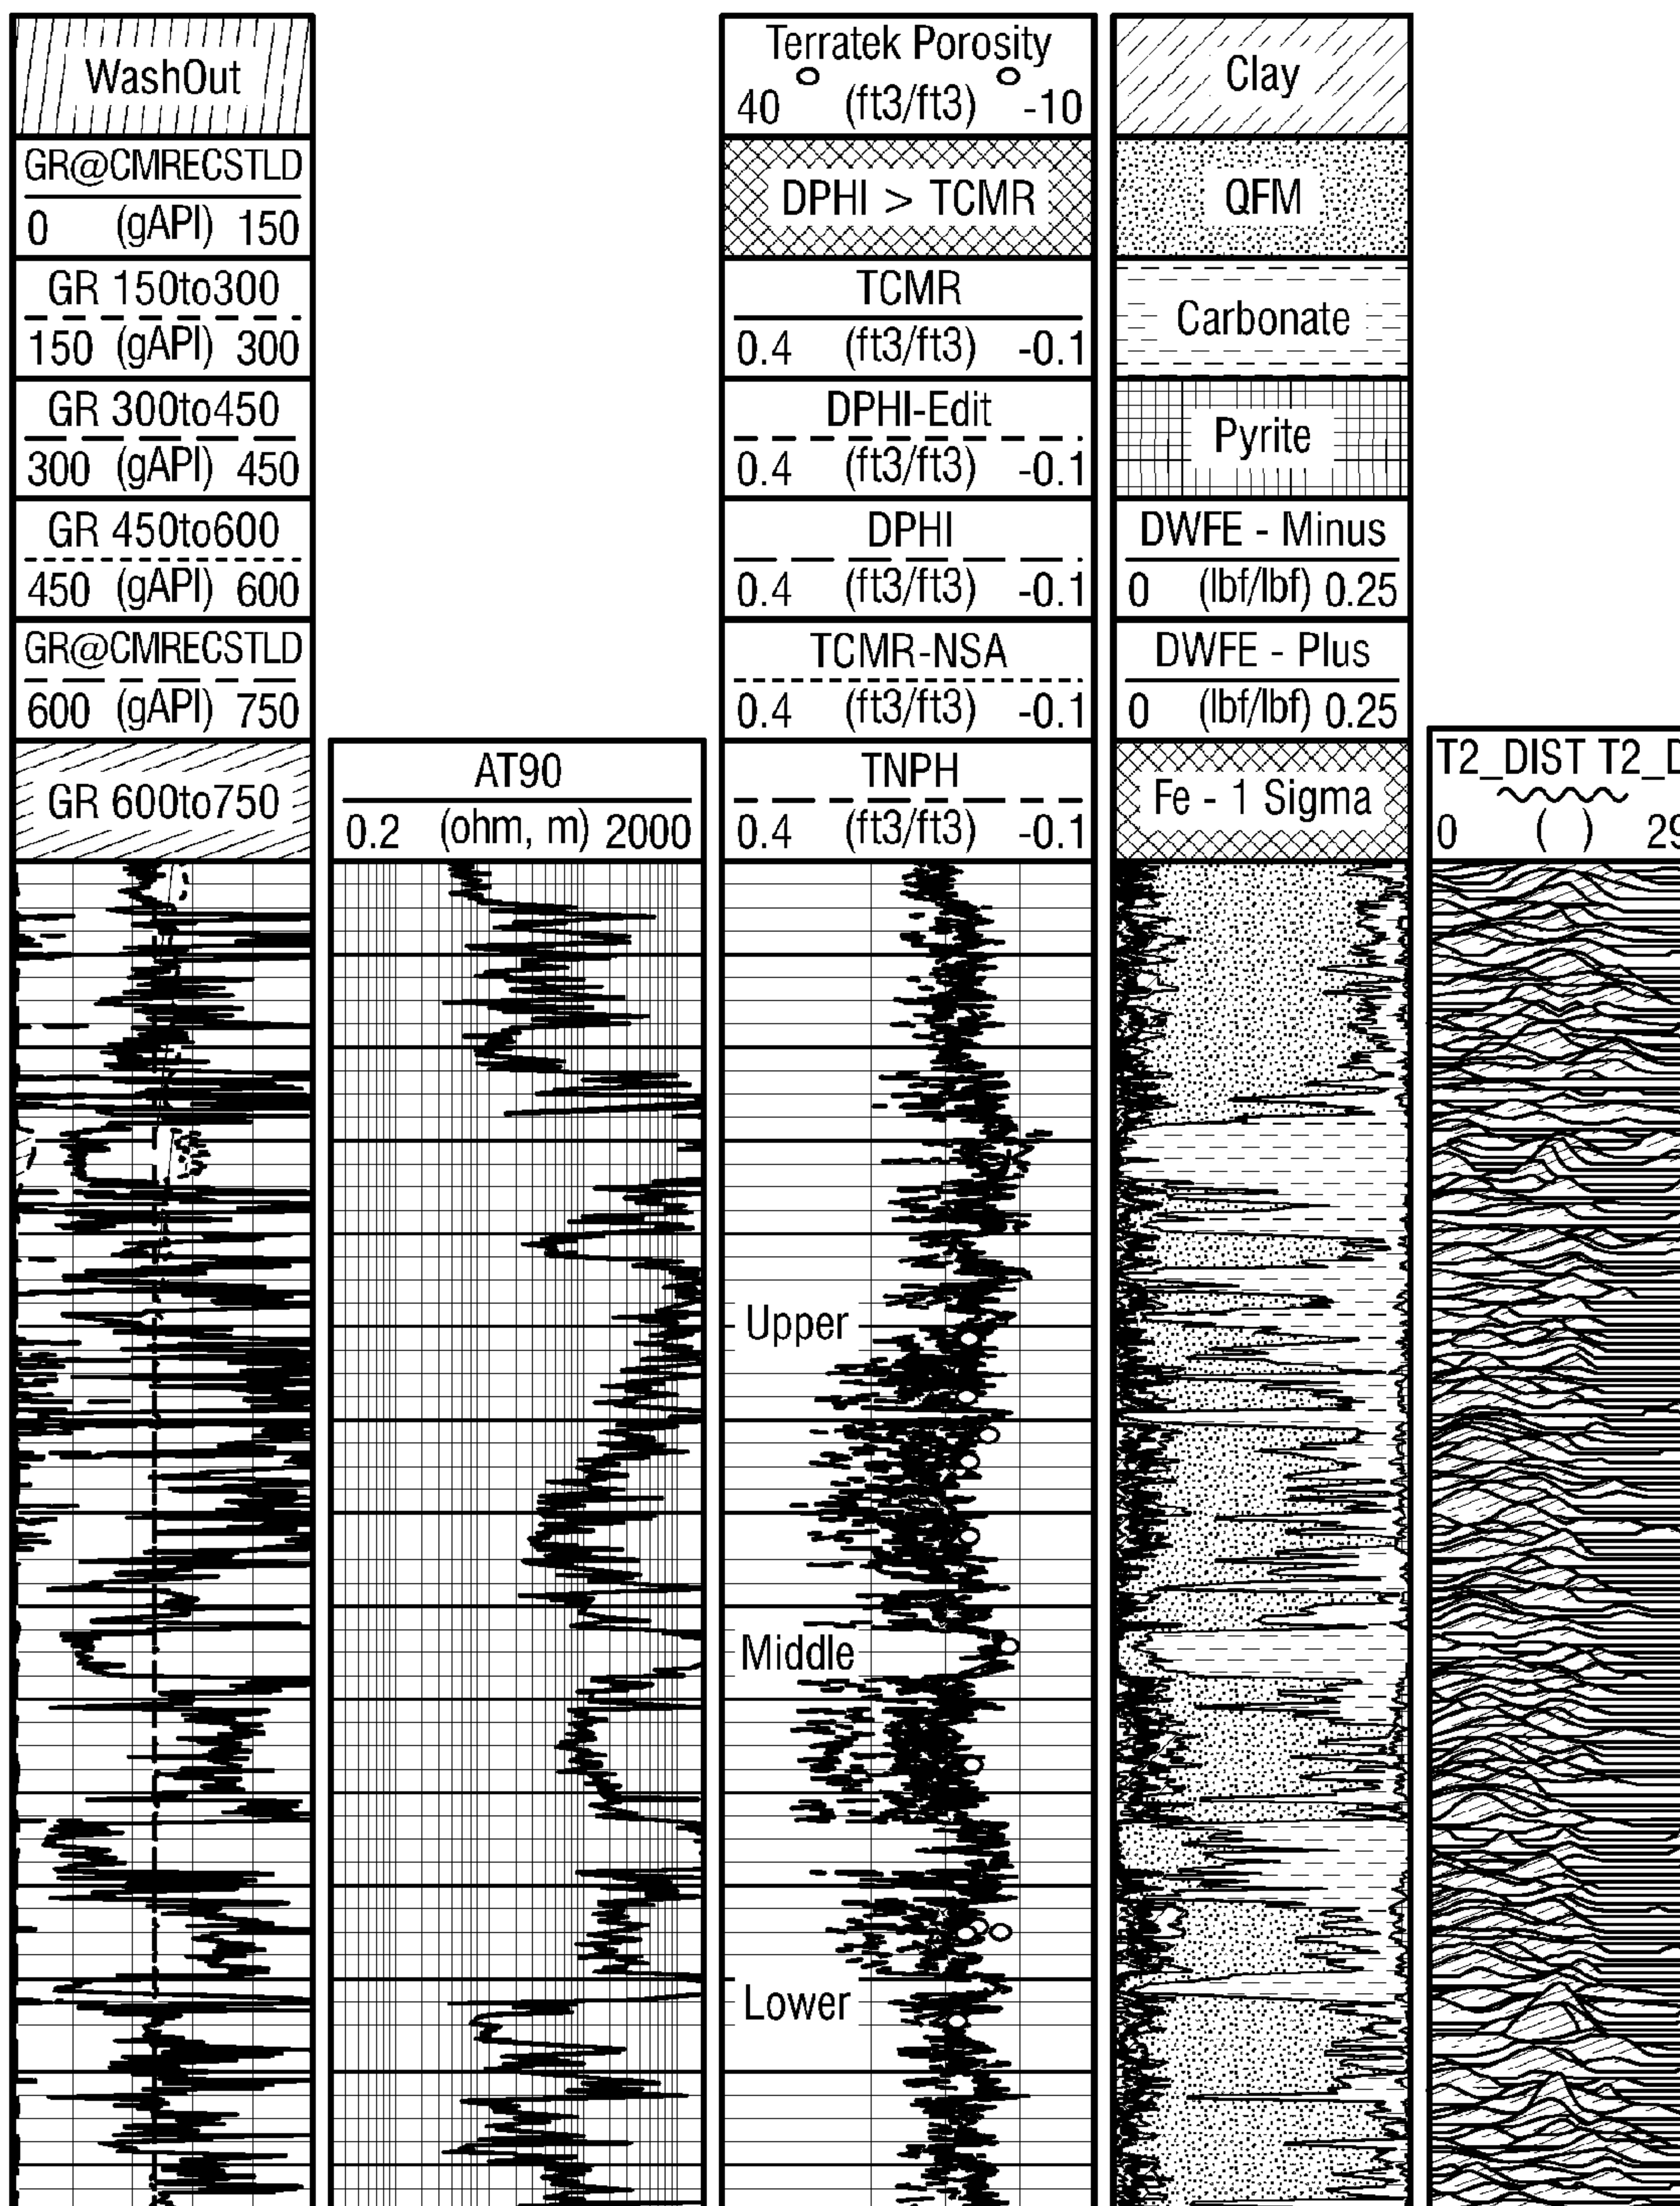 WashOut
GR@CMRECSTLD
0 (gAPI) 150
GR 150to300
150 (gAPI) 300
GR 300to450
300 (gAPI) 450
GR 450to600
450 (gAPI) 600
GR@CMRECSTLD
600 (gAPI) 750
GR 600to750
AT90
0.2 (ohm, m) 2000
Terratek Porosity
40 (ft3/ft3) -10
DPHI > TCMR
TCMR
0.4 (ft3/ft3) -0.1
DPHI-Edit
0.4 (ft3/ft3) -0.1
DPHI
0.4 (ft3/ft3) -0.1
TCMR-NSA
0.4 (ft3/ft3) -0.1
TNPH
0.4 (ft3/ft3) -0.1
Upper
Middle
Lower
Clay
QFM
Carbonate
Pyrite
DWFE - Minus
0 (lbf/lbf) 0.25
DWFE - Plus
0 (lbf/lbf) 0.25
Fe - 1 Sigma
T2_DIST T2_D
0 ( ) 29